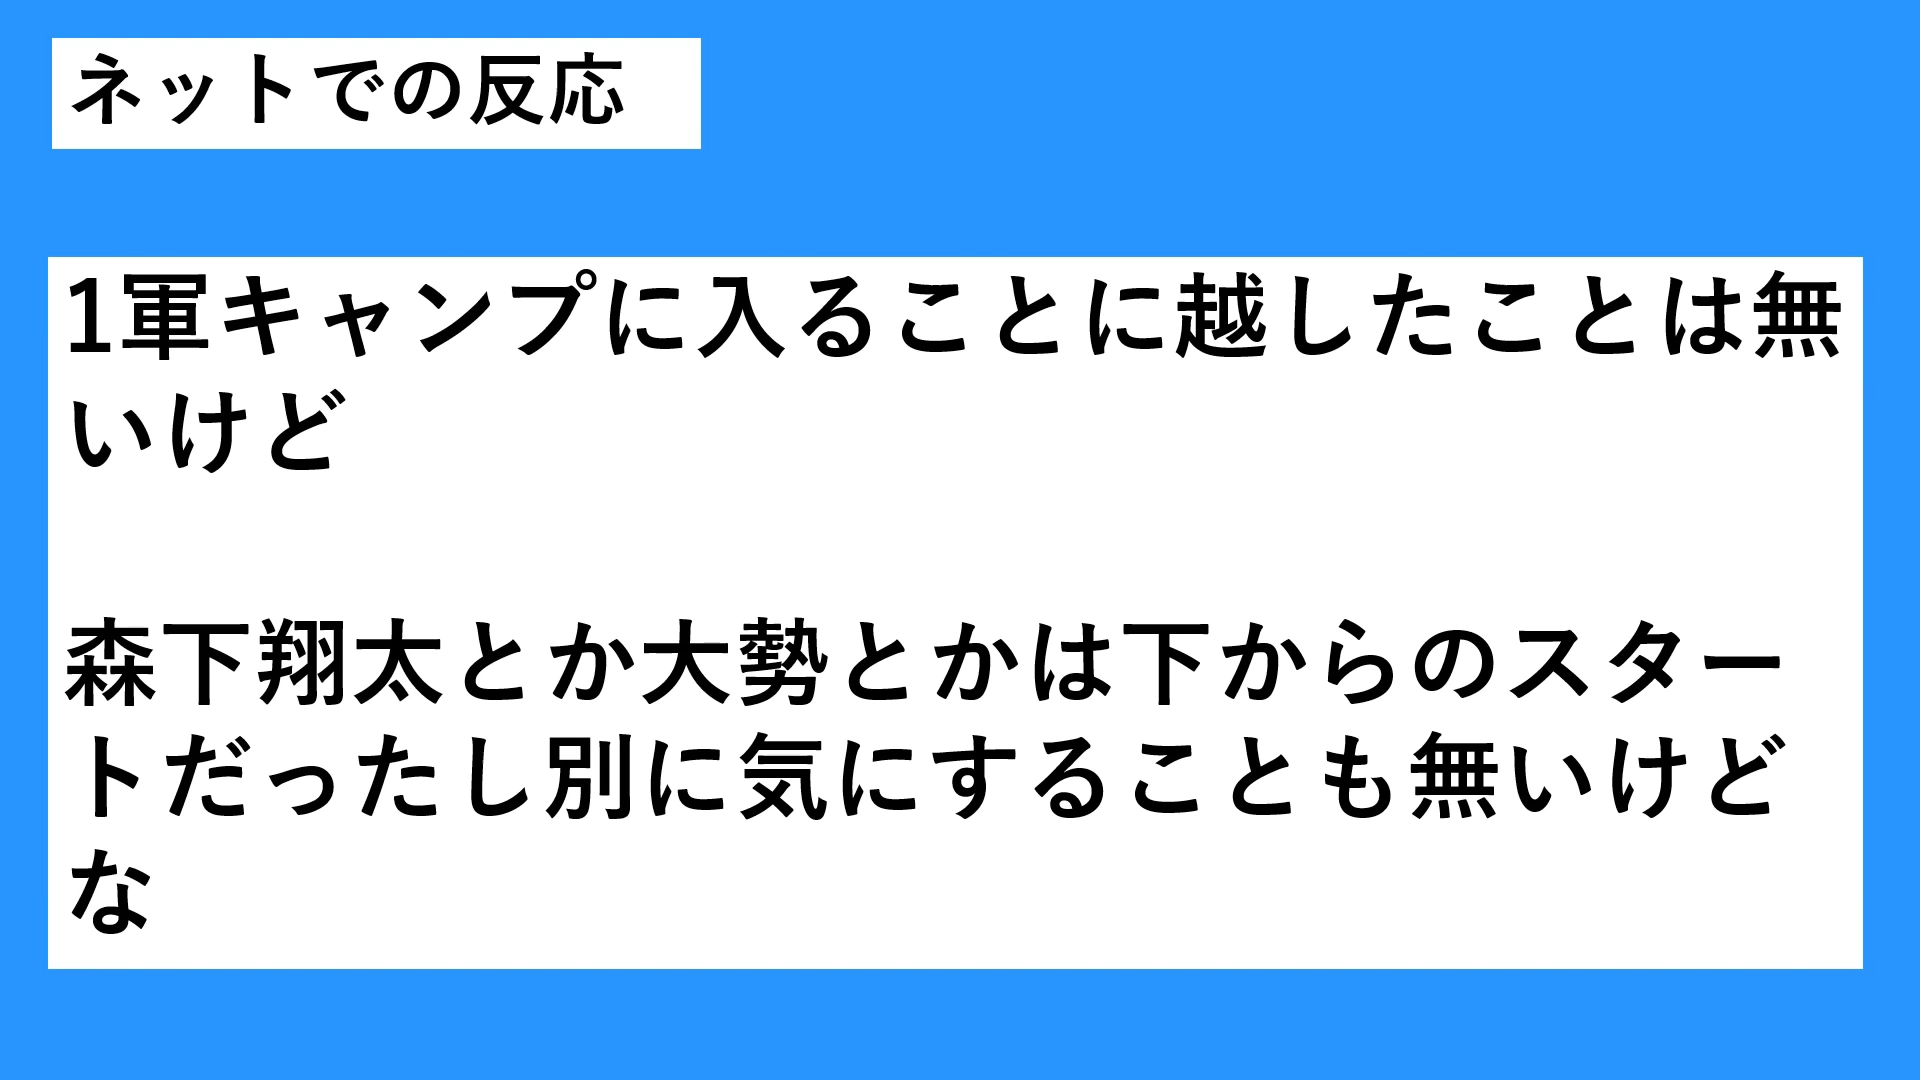 ネットでの反応
1軍キャンプに入ることに越したことは無
いけど
森下翔太とか大勢とかは下からのスター
トだったし別に気にすることも無いけど
な